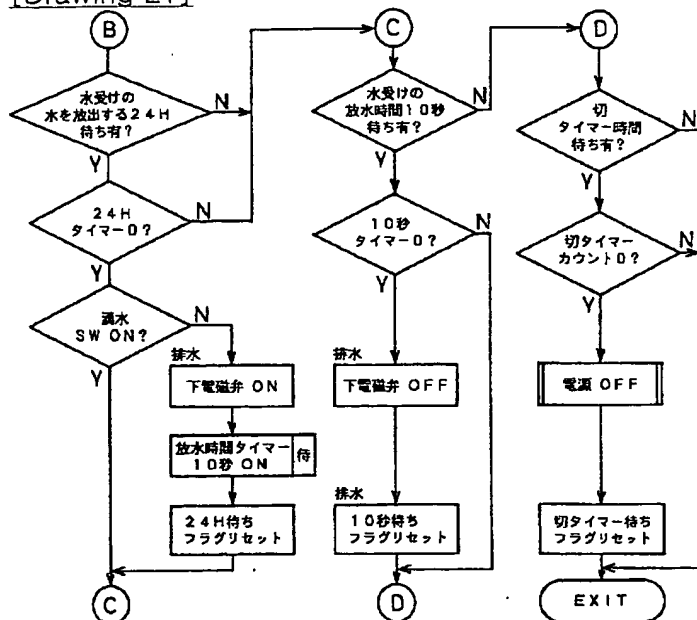 [Drawing 21]
B
水受けの
水を放出する24H
待ち有?
N
Y
24H
タイマー0?
N
Y
満水
SW ON?
N
Y
排水
下電磁弁 ON
放水時間タイマー
10秒 ON
待
24H待ち
フラグリセット
C
C
水受けの
放水時間10秒
待ち有?
N
Y
10秒
タイマー0?
N
Y
排水
下電磁弁 OFF
排水
10秒待ち
フラグリセット
D
D
切
タイマー時間
待ち有?
N
Y
切タイマー
カウント0?
N
Y
電源 OFF
切タイマー待ち
フラグリセット
EXIT